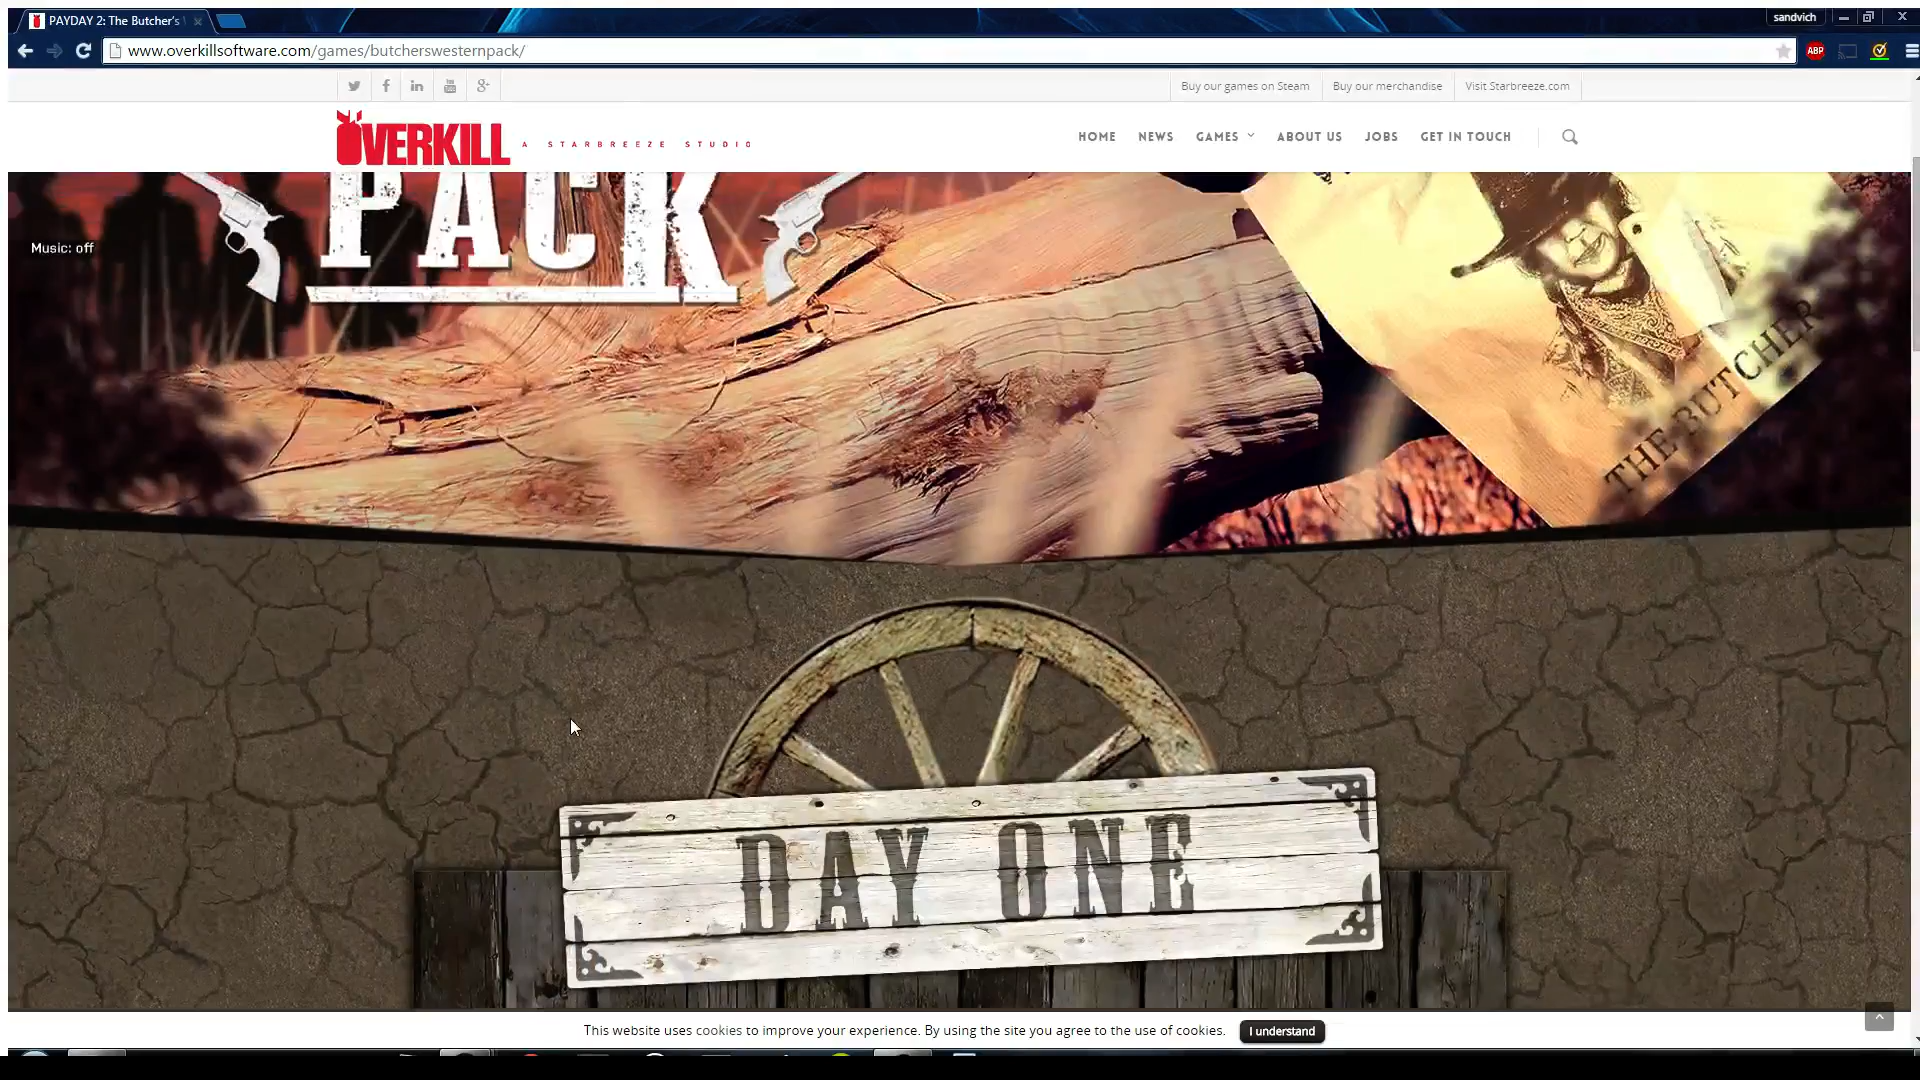 PAYDAY 2: The Butcher's
sandvich
www.overkillsoftware.com/games/butcherswesternpack/
ABP
Buy our games on Steam
Buy our merchandise
Visit Starbreeze.com
OVERKILL
A STARBREEZE STUDIO
HOME
NEWS
GAMES
ABOUT US
JOBS
GET IN TOUCH
PACK
Music: off
THE BUTCHER
DAY ONE
This website uses cookies to improve your experience. By using the site you agree to the use of cookies.
I understand